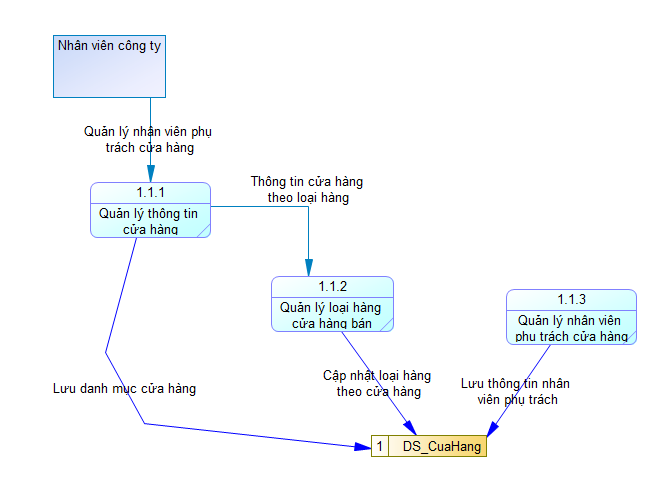 Nhân viên công ty
Quản lý nhân viên phụ
trách cửa hàng
1.1.1
Quản lý thông tin
cửa hàng
Thông tin cửa hàng
theo loại hàng
1.1.2
Quản lý loại hàng
cửa hàng bán
1.1.3
Quản lý nhân viên
phụ trách cửa hàng
Lưu danh mục cửa hàng
Cập nhật loại hàng
theo cửa hàng
Lưu thông tin nhân
viên phụ trách
1 DS_CuaHang